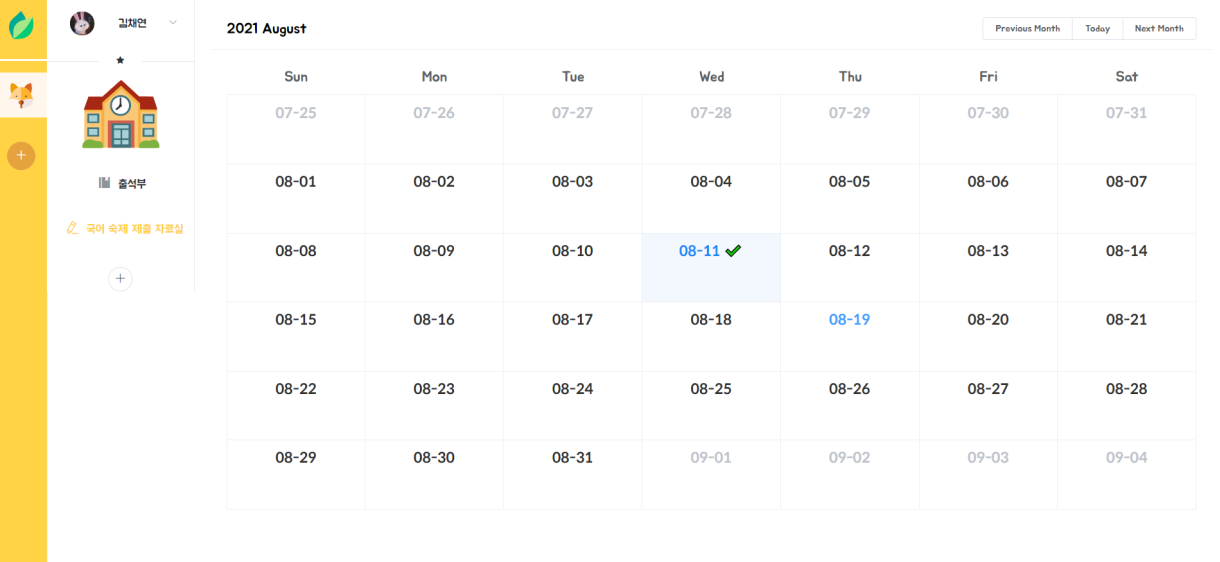 김채연
출석부
국어 숙제 제출 자료실
2021 August
Previous Month Today Next Month
Sun Mon Tue Wed Thu Fri Sat
07-25 07-26 07-27 07-28 07-29 07-30 07-31
08-01 08-02 08-03 08-04 08-05 08-06 08-07
08-08 08-09 08-10 08-11 ✔ 08-12 08-13 08-14
08-15 08-16 08-17 08-18 08-19 08-20 08-21
08-22 08-23 08-24 08-25 08-26 08-27 08-28
08-29 08-30 08-31 09-01 09-02 09-03 09-04